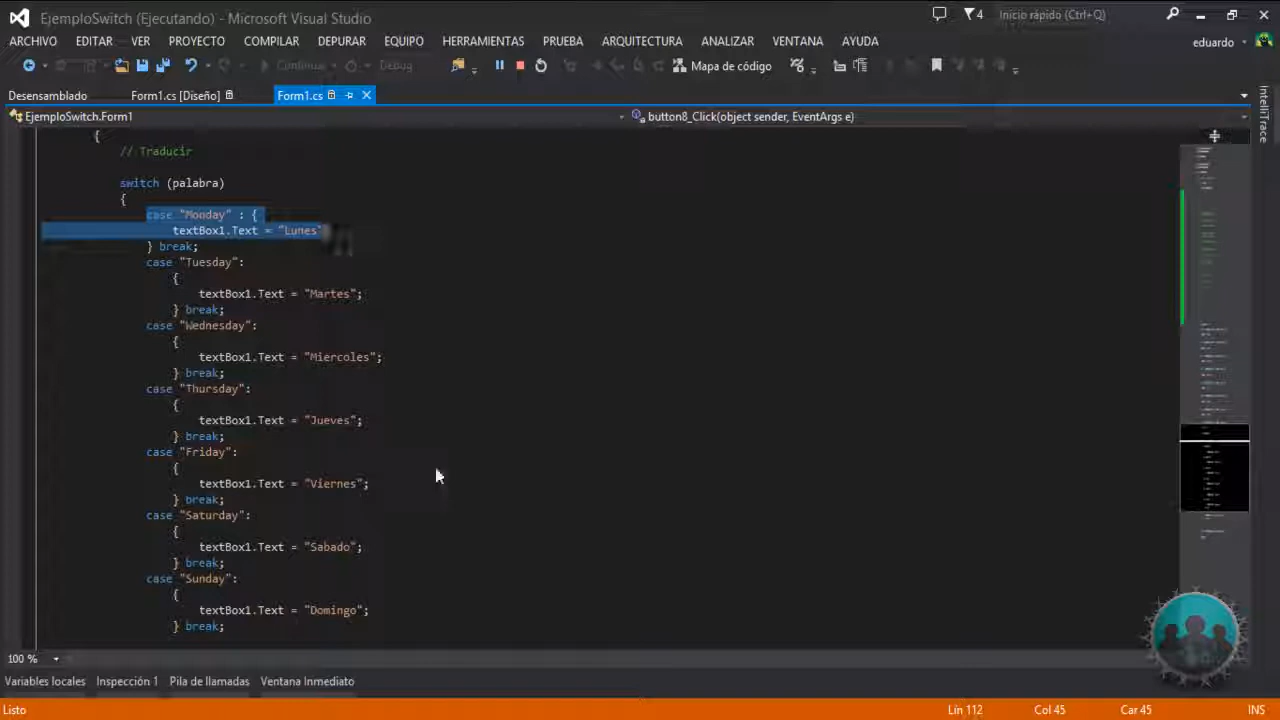 EjemploSwitch (Ejecutando) - Microsoft Visual Studio
4
Inicio rápido (Ctrl+Q)
ARCHIVO EDITAR VER PROYECTO COMPILAR DEPURAR EQUIPO HERRAMIENTAS PRUEBA ARQUITECTURA ANALIZAR VENTANA AYUDA
eduardo
Continuar Debug Mapa de código
Desensamblado Form1.cs [Diseño] Form1.cs
IntelliTrace
EjemploSwitch.Form1 button8_Click(object sender, EventArgs e)
{
// Traducir
switch (palabra)
{
case "Monday" : {
textBox1.Text = "Lunes"
} break;
case "Tuesday":
{
textBox1.Text = "Martes";
} break;
case "Wednesday":
{
textBox1.Text = "Miercoles";
} break;
case "Thursday":
{
textBox1.Text = "Jueves";
} break;
case "Friday":
{
textBox1.Text = "Viernes";
} break;
case "Saturday":
{
textBox1.Text = "Sabado";
} break;
case "Sunday":
{
textBox1.Text = "Domingo";
} break;
100 %
Variables locales Inspección 1 Pila de llamadas Ventana Inmediato
Listo Lín 112 Col 45 Car 45 INS